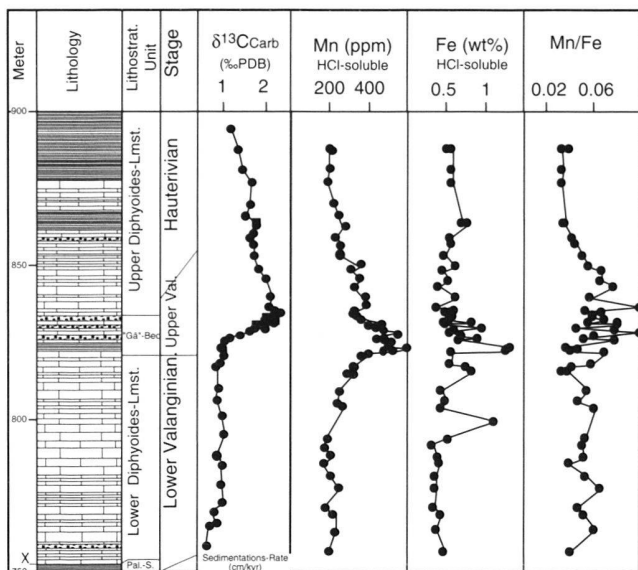 Meter
Lithology
Lithostrat.
Unit
Stage
δ¹³CCarb
(‰PDB)
1 2
Mn (ppm)
HCl-soluble
200 400
Fe (wt%)
HCl-soluble
0.5 1
Mn/Fe
0.02 0.06
900
850
800
X
Upper Diphyoides-Lmst.
"Gä"-Bed
Lower Diphyoides-Lmst.
Pal.-S.
Hauterivian
Upper Val.
Lower Valanginian.
Sedimentations-Rate
(cm/kyr)